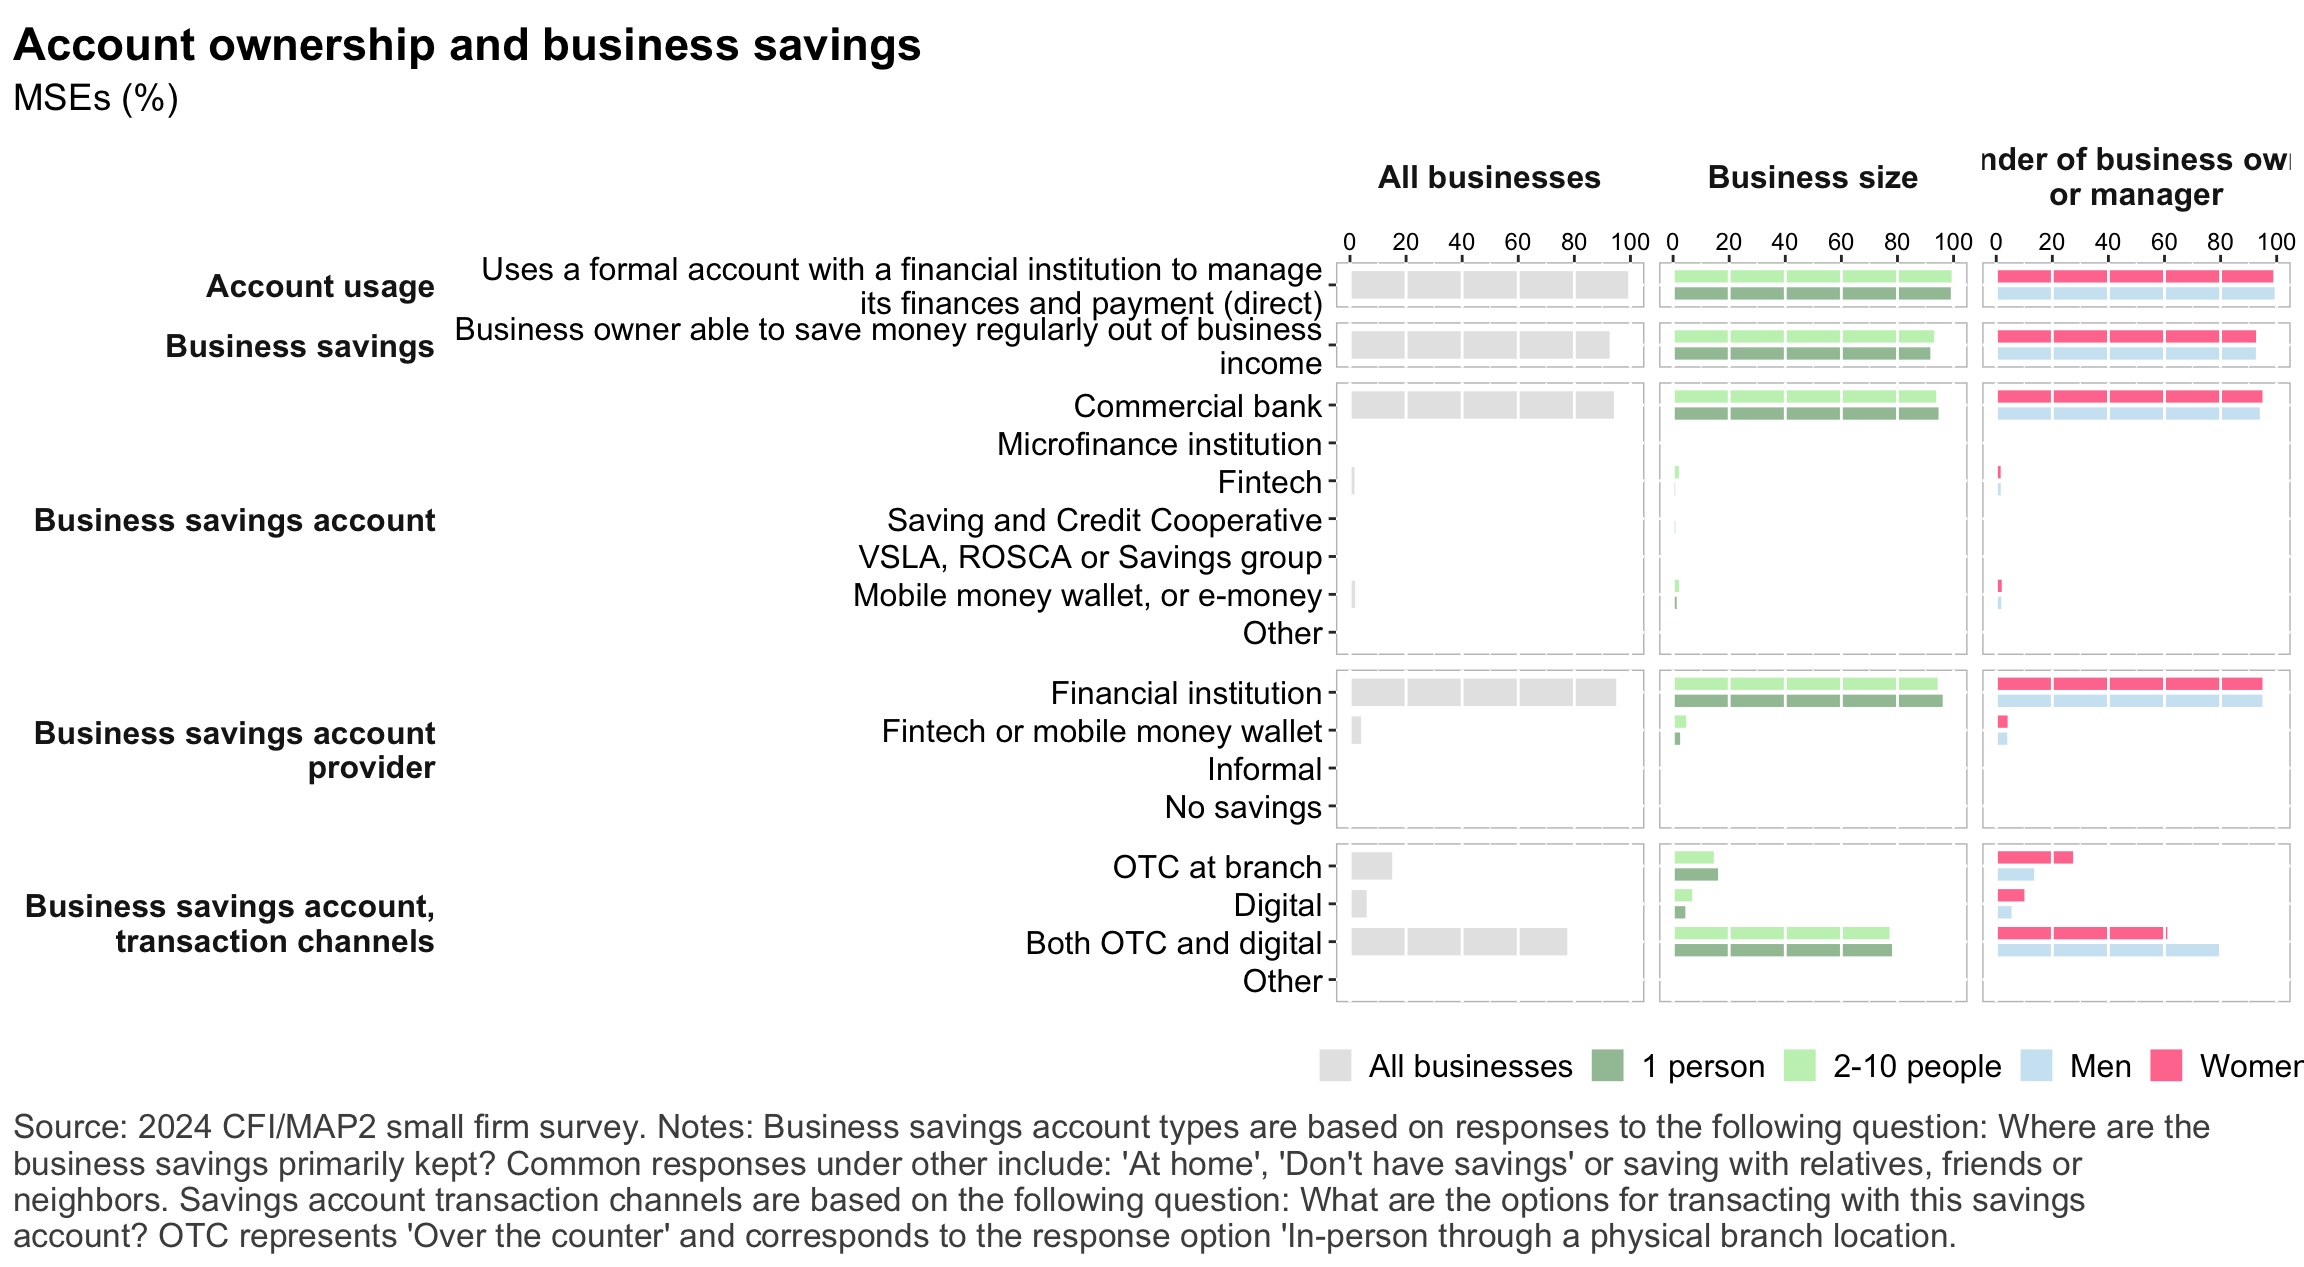 Account ownership and business savings
MSEs (%)
All businesses
Business size
nder of business own
or manager
0 20 40 60 80 100
0 20 40 60 80 100
0 20 40 60 80 100
Account usage
Uses a formal account with a financial institution to manage
its finances and payment (direct)
Business savings
Business owner able to save money regularly out of business
income
Business savings account
Commercial bank
Microfinance institution
Fintech
Saving and Credit Cooperative
VSLA, ROSCA or Savings group
Mobile money wallet, or e-money
Other
Business savings account
provider
Financial institution
Fintech or mobile money wallet
Informal
No savings
Business savings account,
transaction channels
OTC at branch
Digital
Both OTC and digital
Other
All businesses 1 person 2-10 people Men Women
Source: 2024 CFI/MAP2 small firm survey. Notes: Business savings account types are based on responses to the following question: Where are the
business savings primarily kept? Common responses under other include: 'At home', 'Don't have savings' or saving with relatives, friends or
neighbors. Savings account transaction channels are based on the following question: What are the options for transacting with this savings
account? OTC represents 'Over the counter' and corresponds to the response option 'In-person through a physical branch location.